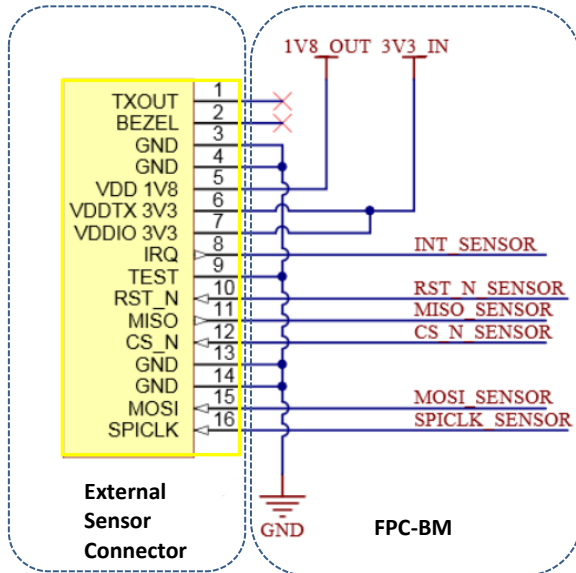 1V8_OUT 3V3_IN
TXOUT 1
BEZEL 2
GND 3
GND 4
VDD 1V8 5
VDDTX 3V3 6
VDDIO 3V3 7
IRQ 8 INT_SENSOR
TEST 9
RST_N 10 RST_N_SENSOR
MISO 11 MISO_SENSOR
CS_N 12 CS_N_SENSOR
GND 13
GND 14
MOSI 15 MOSI_SENSOR
SPICLK 16 SPICLK_SENSOR
GND
External
Sensor
Connector
FPC-BM